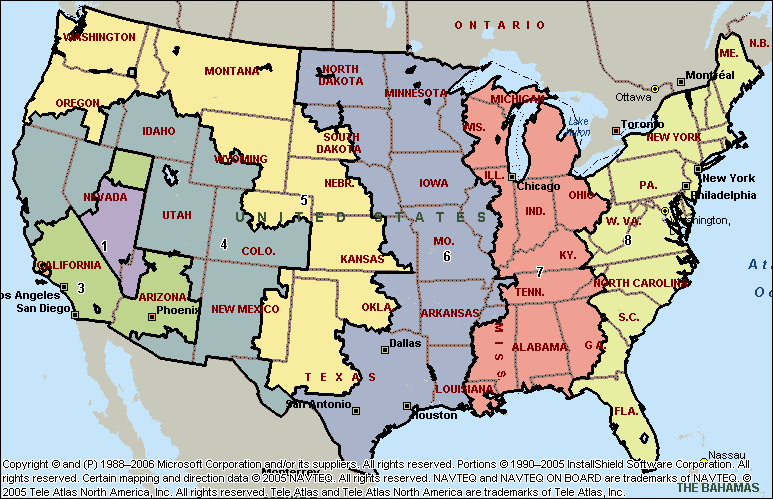 ONTARIO
N.B.
ME.
WASHINGTON
MONTANA
NORTH
DAKOTA
MINNESOTA
MICHIGAN
Montréal
Ottawa
Toronto
Lake
Huron
OREGON
IDAHO
WYOMING
SOUTH
DAKOTA
WIS.
NEW YORK
New York
Philadelphia
NEVADA
UTAH
NEBR.
IOWA
ILL.
Chicago
IND.
OHIO
PA.
Washington,
W. VA.
UNITED STATES
5
8
1
4
COLO.
KANSAS
MO.
6
KY.
7
CALIFORNIA
3
ARIZONA
Phoenix
NEW MEXICO
OKLA.
ARKANSAS
TENN.
NORTH CAROLINA
S.C.
Los Angeles
San Diego
Dallas
TEXAS
MISS
ALABAMA
GA
LOUISIANA
San Antonio
Houston
FLA.
Monterrey
Nassau
THE BAHAMAS
Copyright © and (P) 1988–2006 Microsoft Corporation and/or its suppliers. All rights reserved. Portions © 1990–2005 InstallShield Software Corporation. All
rights reserved. Certain mapping and direction data © 2005 NAVTEQ. All rights reserved. NAVTEQ and NAVTEQ ON BOARD are trademarks of NAVTEQ. ©
2005 Tele Atlas North America, Inc. All rights reserved. Tele Atlas and Tele Atlas North America are trademarks of Tele Atlas, Inc.